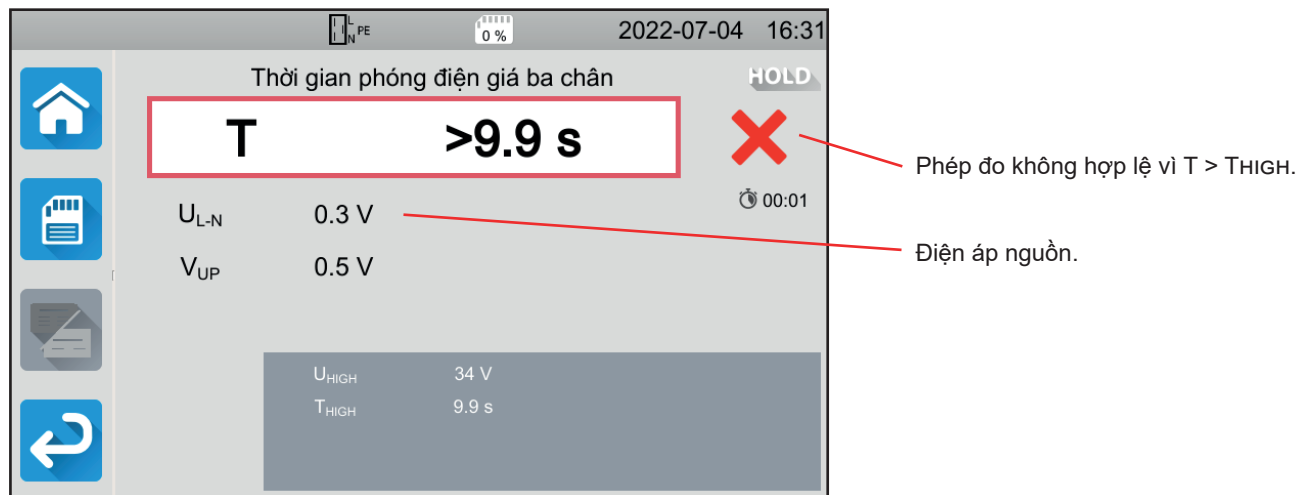 L
N PE
0 %
2022-07-04 16:31
Thời gian phóng điện giá ba chân
HOLD
T >9.9 s
Phép đo không hợp lệ vì T > THIGH.
00:01
UL-N 0.3 V
Điện áp nguồn.
VUP 0.5 V
UHIGH 34 V
THIGH 9.9 s